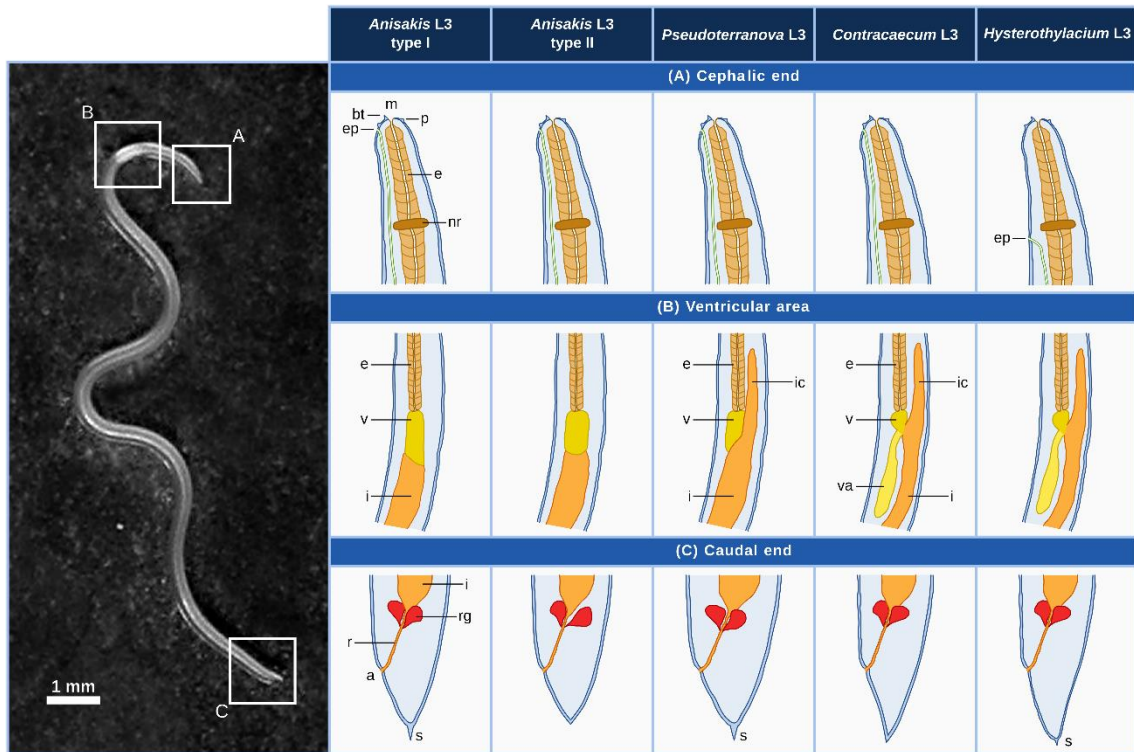 Anisakis L3
type I
Anisakis L3
type II
Pseudoterranova L3
Contracaecum L3
Hysterothylacium L3
(A) Cephalic end
B
A
bt
m
p
ep
e
nr
ep
(B) Ventricular area
e
v
i
e
ic
v
i
e
ic
v
va
i
(C) Caudal end
i
rg
r
a
s
s
s
1 mm
C